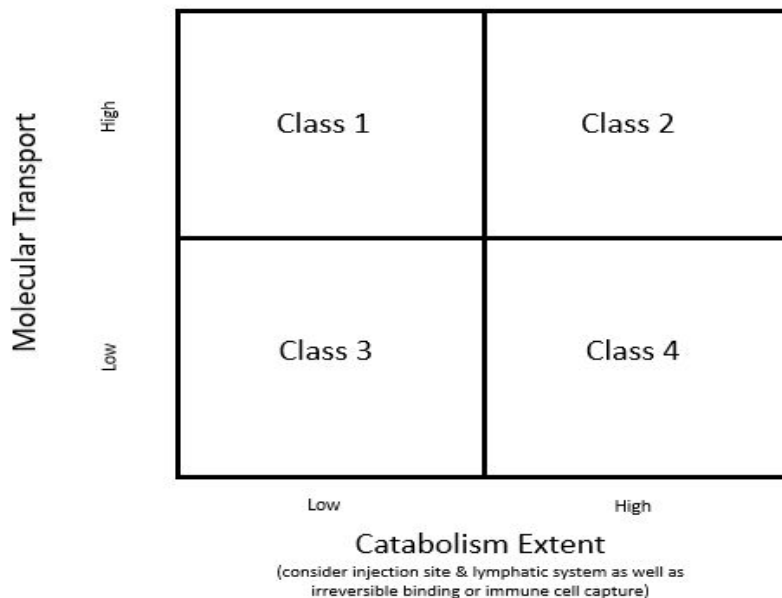 High
Class 1
Class 2
Molecular Transport
Low
Class 3
Class 4
Low
High
Catabolism Extent
(consider injection site & lymphatic system as well as
irreversible binding or immune cell capture)